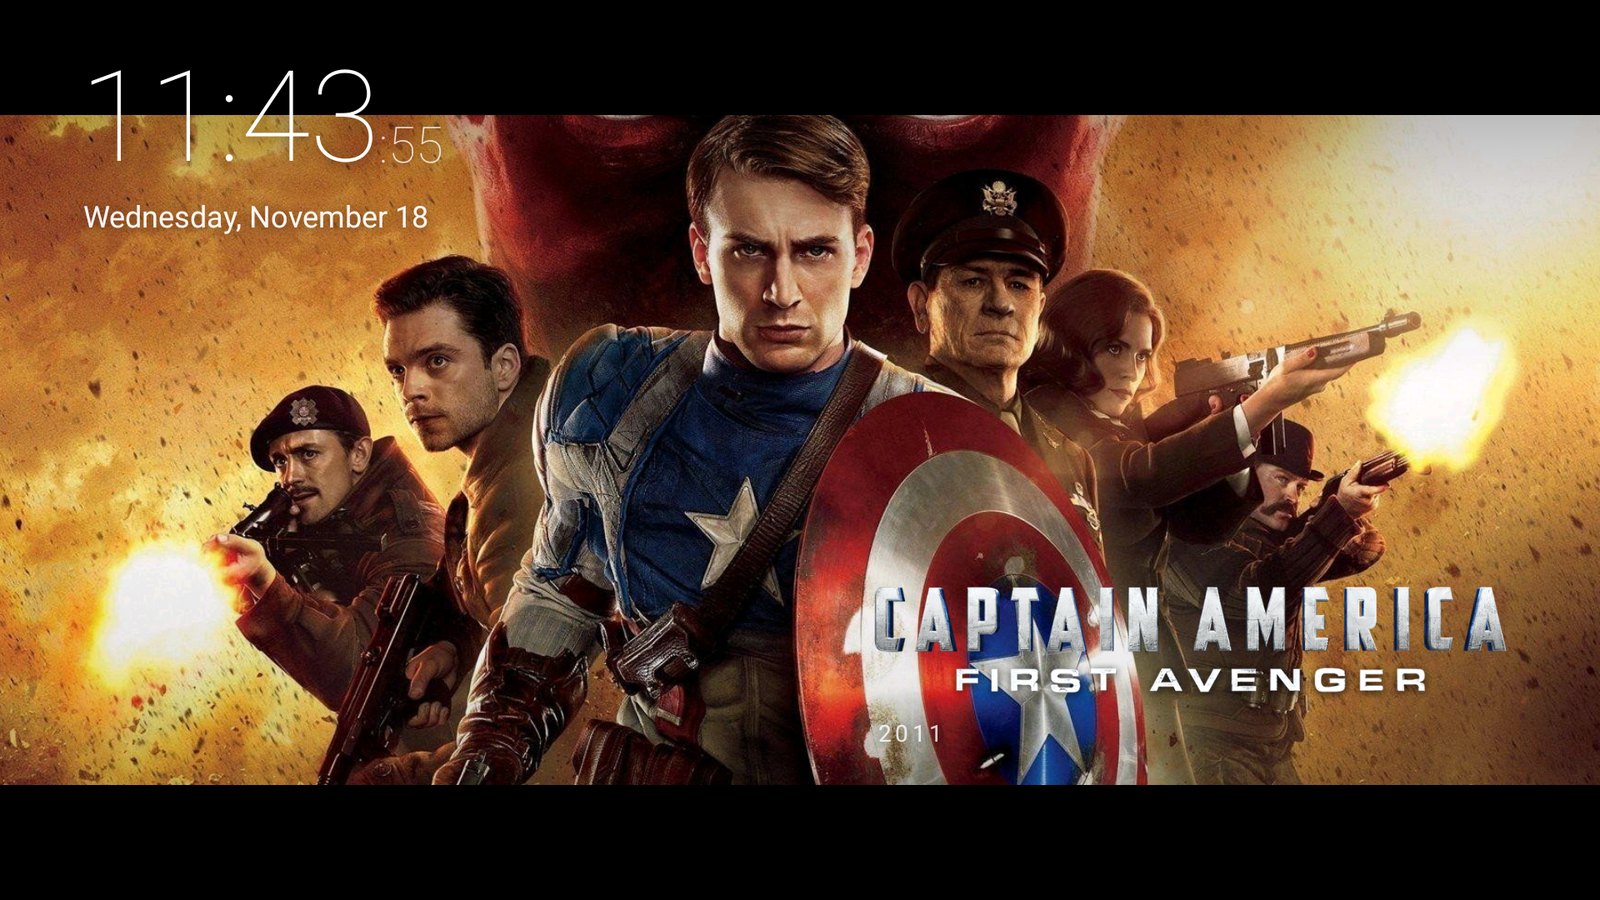 11:43:55
Wednesday, November 18
CAPTAIN AMERICA
FIRST AVENGER
2011